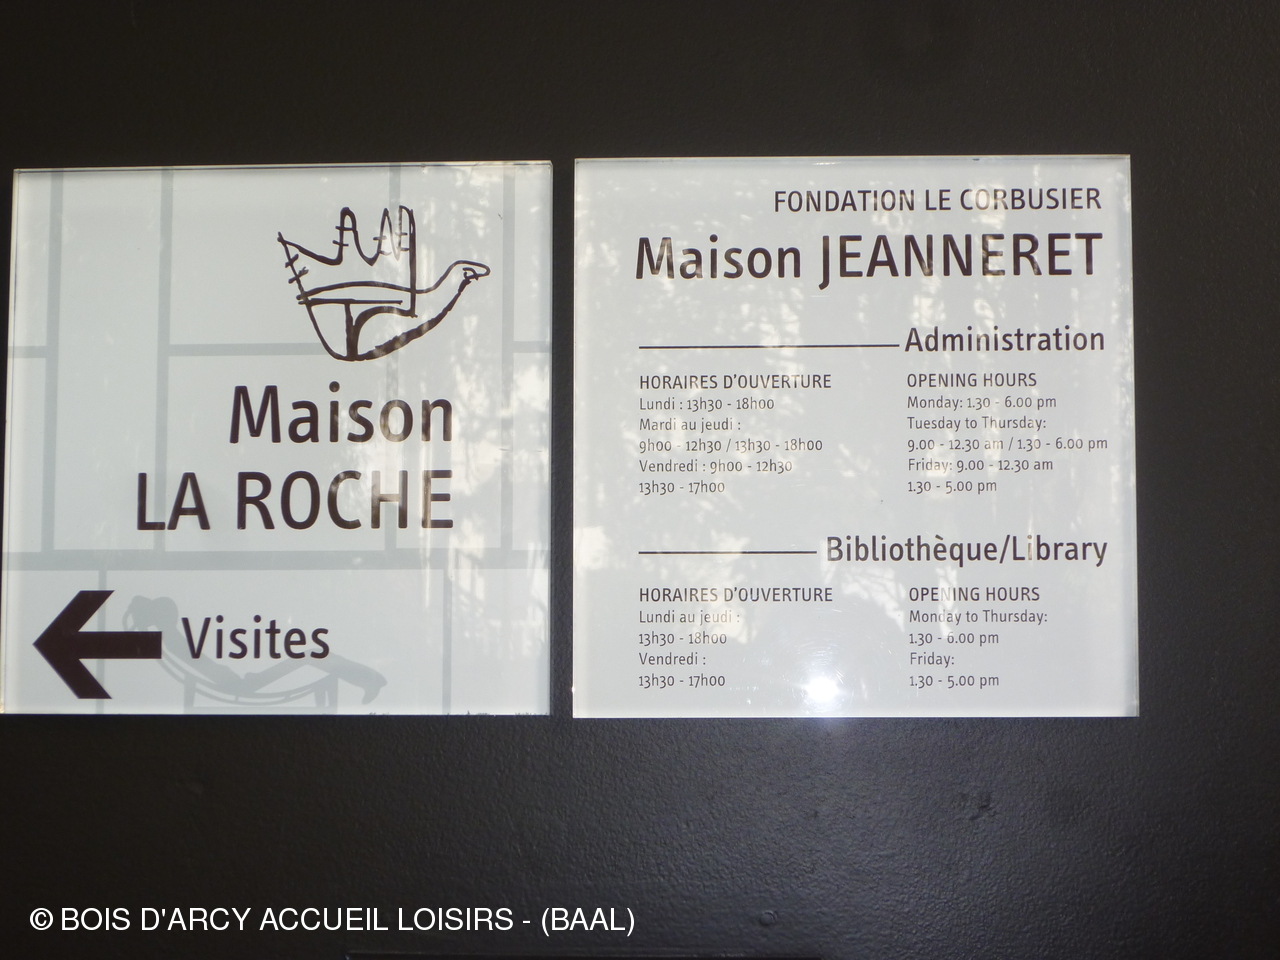 Maison
LA ROCHE
Visites
FONDATION LE CORBUSIER
Maison JEANNERET
Administration
HORAIRES D'OUVERTURE
Lundi : 13h30 - 18h00
Mardi au jeudi :
9h00 - 12h30 / 13h30 - 18h00
Vendredi : 9h00 - 12h30
13h30 - 17h00
OPENING HOURS
Monday: 1.30 - 6.00 pm
Tuesday to Thursday:
9.00 - 12.30 am / 1.30 - 6.00 pm
Friday: 9.00 - 12.30 am
1.30 - 5.00 pm
Bibliothèque/Library
HORAIRES D'OUVERTURE
Lundi au jeudi :
13h30 - 18h00
Vendredi :
13h30 - 17h00
OPENING HOURS
Monday to Thursday:
1.30 - 6.00 pm
Friday:
1.30 - 5.00 pm
© BOIS D'ARCY ACCUEIL LOISIRS - (BAAL)